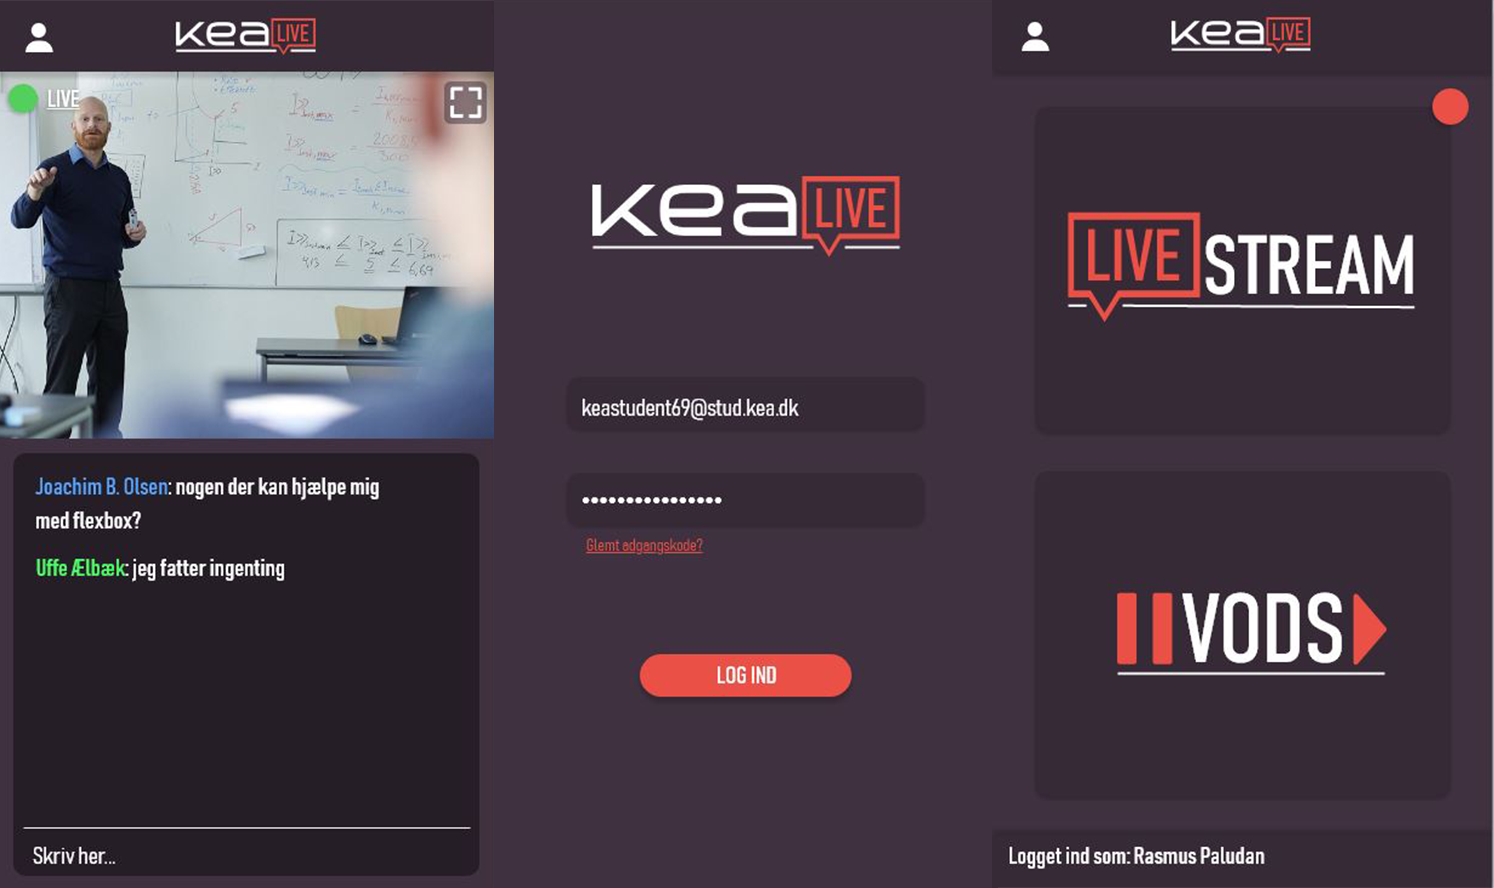 kea LIVE
LIVE
Joachim B. Olsen: nogen der kan hjælpe mig
med flexbox?
Uffe Ælbæk: jeg fatter ingenting
Skriv her...
kea LIVE
keastudent69@stud.kea.dk
••••••••••••••••
Glemt adgangskode?
LOG IND
kea LIVE
LIVE STREAM
VODS
Logget ind som: Rasmus Paludan